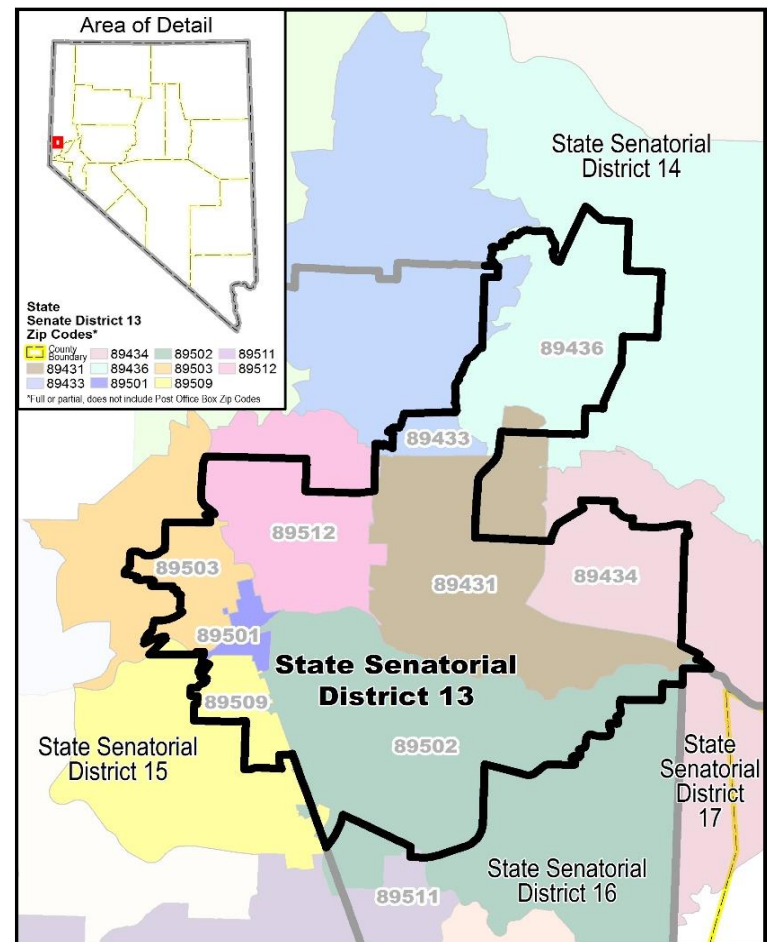 Area of Detail
State
Senate District 13
Zip Codes*
County
Boundary
89434
89502
89511
89431
89436
89503
89512
89433
89501
89509
*Full or partial, does not include Post Office Box Zip Codes
State Senatorial
District 14
89436
89433
89512
89503
89431
89434
89501
State Senatorial
District 13
89509
89502
State Senatorial
District 15
State
Senatorial
District
17
State Senatorial
District 16
89511